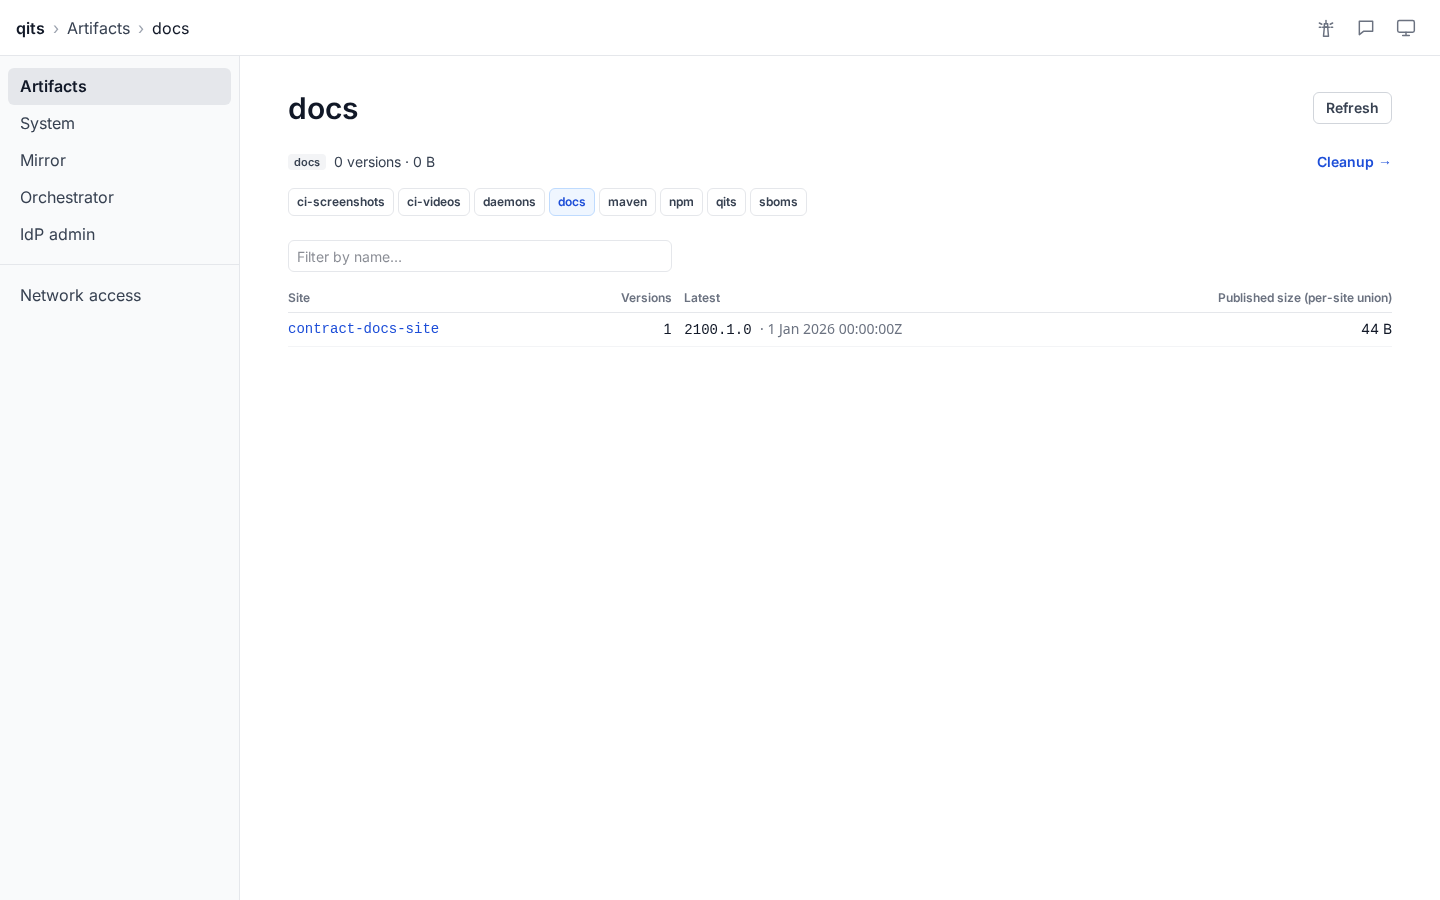 qits › Artifacts › docs
Artifacts
System
Mirror
Orchestrator
IdP admin
Network access
docs
Refresh
docs 0 versions · 0 B
Cleanup →
ci-screenshots ci-videos daemons docs maven npm qits sboms
Filter by name...
Site Versions Latest Published size (per-site union)
contract-docs-site 1 2100.1.0 · 1 Jan 2026 00:00:00Z 44 B